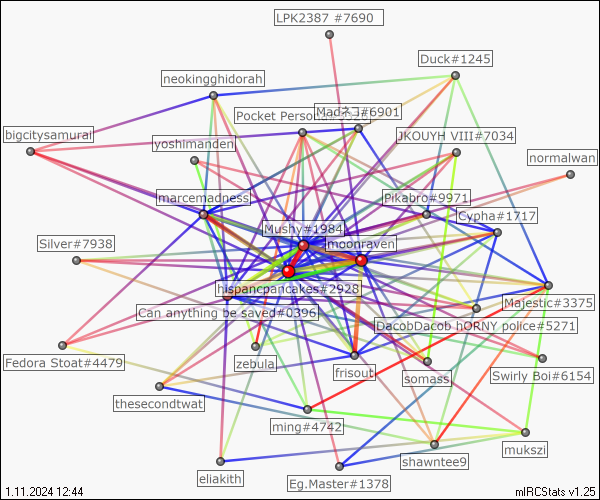 LPK2387 #7690
Duck#1245
neokingghidorah
Pocket Persona
Madネコ#6901
bigcitysamurai
yoshimanden
JKOUYH VIII#7034
normalwan
marcemadness
Pikabro#9971
Cypha#1717
Mushy#1984
moonraven
Silver#7938
hispancpancakes#2928
Majestic#3375
Can anything be saved#0396
DacobDacob hORNY police#5271
Fedora Stoat#4479
zebula
frisout
somass
Swirly Boi#6154
thesecondtwat
ming#4742
mukszi
shawntee9
eliakith
Eg.Master#1378
1.11.2024 12:44
mIRCStats v1.25